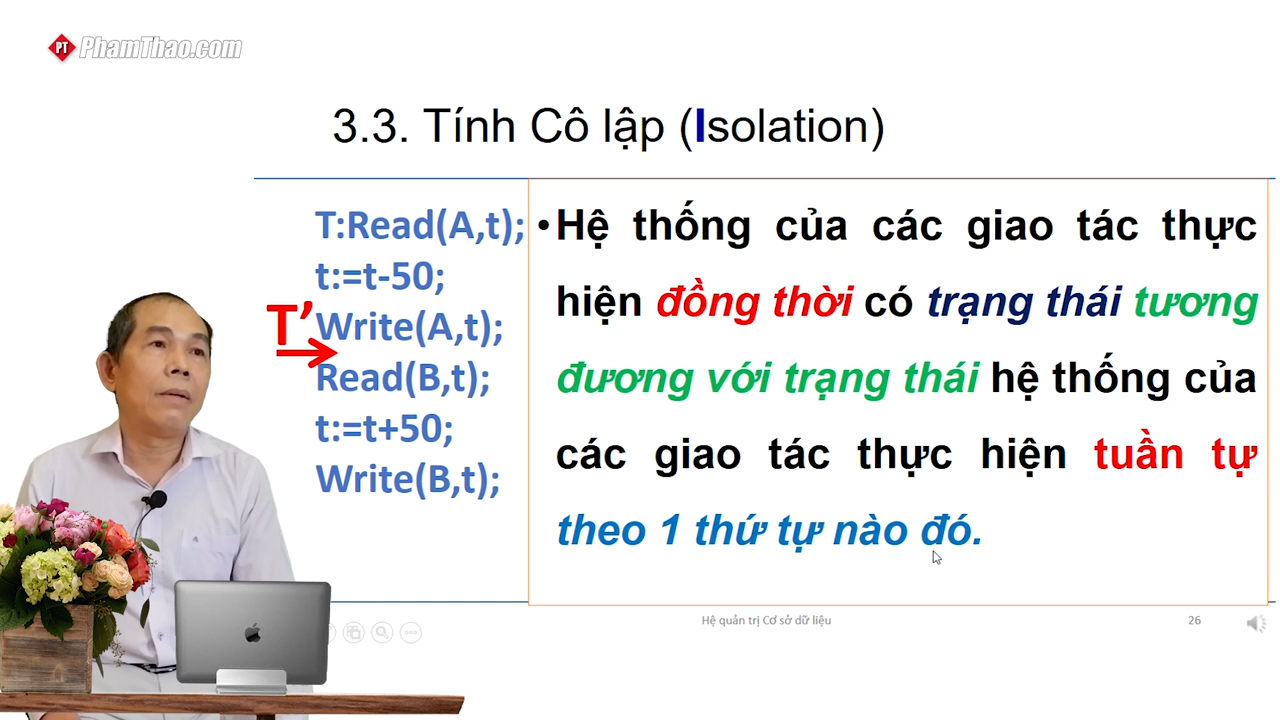 PT PhamThao.com
3.3. Tính Cô lập (Isolation)
T:Read(A,t);
t:=t-50;
T’
Write(A,t);
Read(B,t);
t:=t+50;
Write(B,t);
• Hệ thống của các giao tác thực
hiện đồng thời có trạng thái tương
đương với trạng thái hệ thống của
các giao tác thực hiện tuần tự
theo 1 thứ tự nào đó.
Hệ quản trị Cơ sở dữ liệu
26